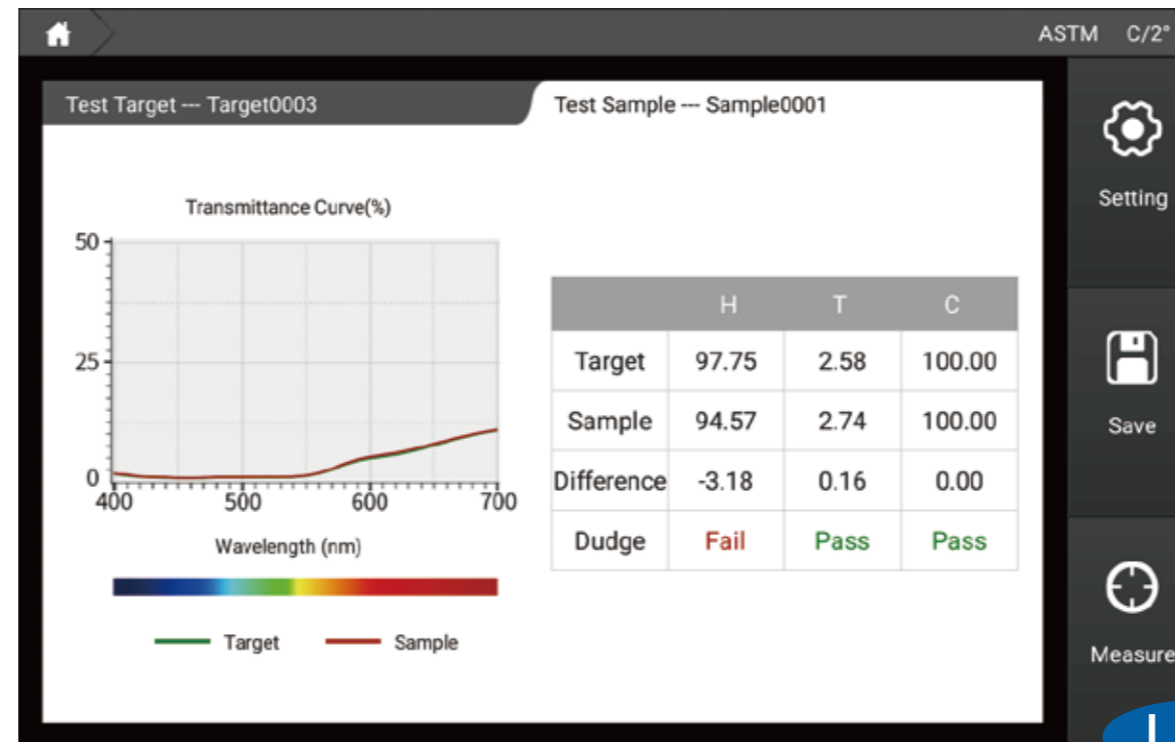 ASTM C/2°
Test Target --- Target0003
Test Sample --- Sample0001
Setting
Transmittance Curve(%)
50
25
0
400 500 600 700
Wavelength (nm)
Target Sample
H T C
Target 97.75 2.58 100.00
Sample 94.57 2.74 100.00
Difference -3.18 0.16 0.00
Dudge Fail Pass Pass
Save
Measure